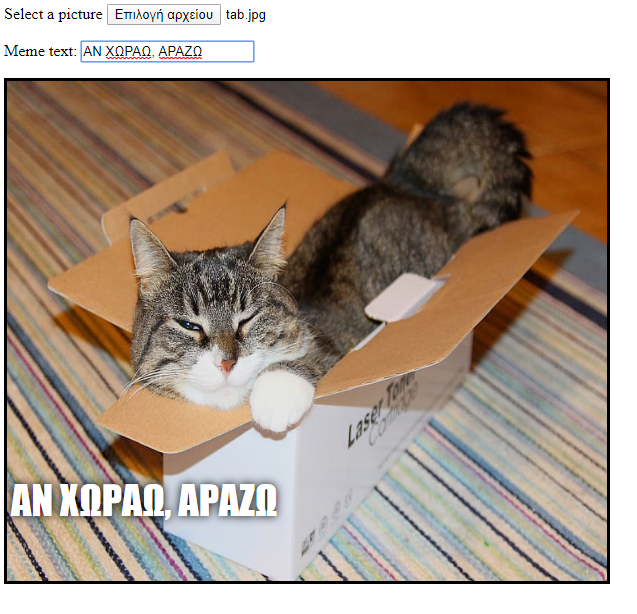 Select a picture Επιλογή αρχείου tab.jpg
Meme text: ΑΝ ΧΩΡΑΩ, ΑΡΑΖΩ
Laser Toner
Cartridge
ΑΝ ΧΩΡΑΩ, ΑΡΑΖΩ